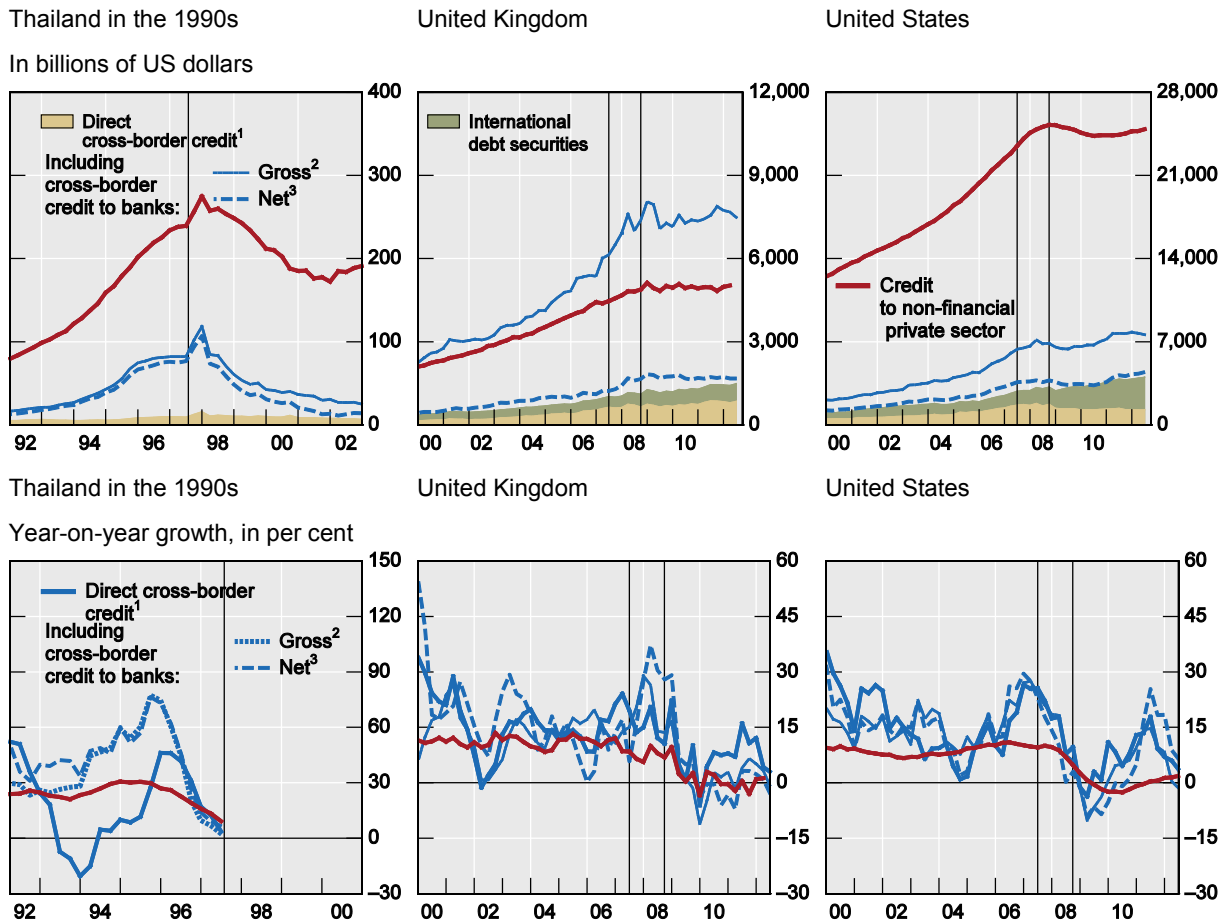 Thailand in the 1990s
United Kingdom
United States
In billions of US dollars
Direct
cross-border credit1
Including
cross-border
credit to banks:
Gross2
Net3
400
300
200
100
0
92 94 96 98 00 02
International
debt securities
12,000
9,000
6,000
3,000
0
00 02 04 06 08 10
Credit
to non-financial
private sector
28,000
21,000
14,000
7,000
0
00 02 04 06 08 10
Thailand in the 1990s
United Kingdom
United States
Year-on-year growth, in per cent
Direct cross-border
credit1
Including
cross-border
credit to banks:
Gross2
Net3
150
120
90
60
30
0
–30
92 94 96 98 00
60
45
30
15
0
–15
–30
00 02 04 06 08 10
60
45
30
15
0
–15
–30
00 02 04 06 08 10